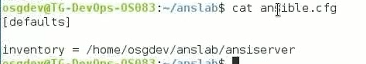 osgdev@TG-DevOps-OS083:~/anslab$ cat ansible.cfg
[defaults]
inventory = /home/osgdev/anslab/ansiserver
osgdev@TG-DevOps-OS083:~/anslab$